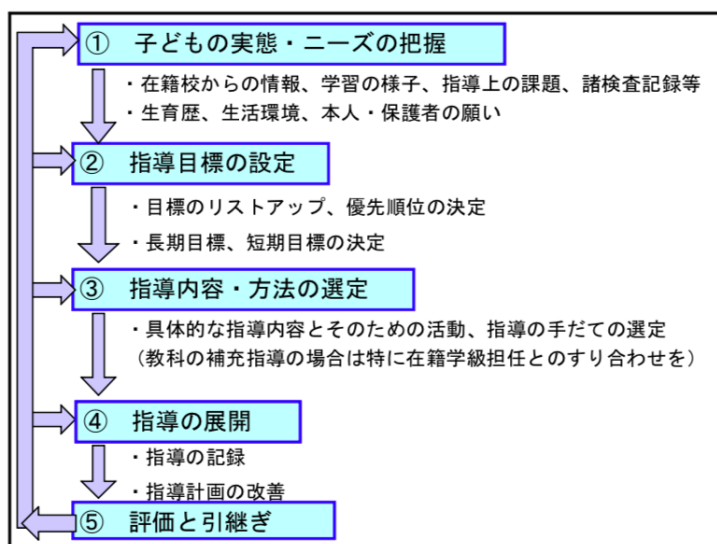 ① 子どもの実態・ニーズの把握
・在籍校からの情報、学習の様子、指導上の課題、諸検査記録等
・生育歴、生活環境、本人・保護者の願い
② 指導目標の設定
・目標のリストアップ、優先順位の決定
・長期目標、短期目標の決定
③ 指導内容・方法の選定
・具体的な指導内容とそのための活動、指導の手だての選定
（教科の補充指導の場合は特に在籍学級担任とのすり合わせを）
④ 指導の展開
・指導の記録
・指導計画の改善
⑤ 評価と引継ぎ